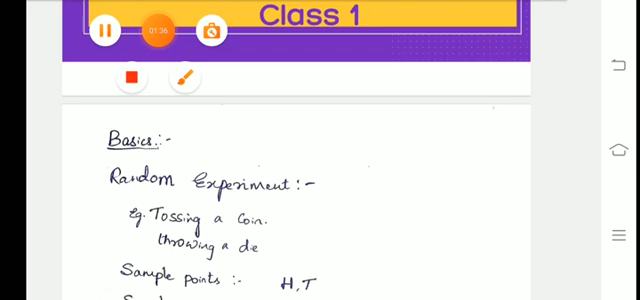 Class 1
01:36
Basics:-
Random Experiment:-
Eg. Tossing a coin.
throwing a die
Sample points:- H,T